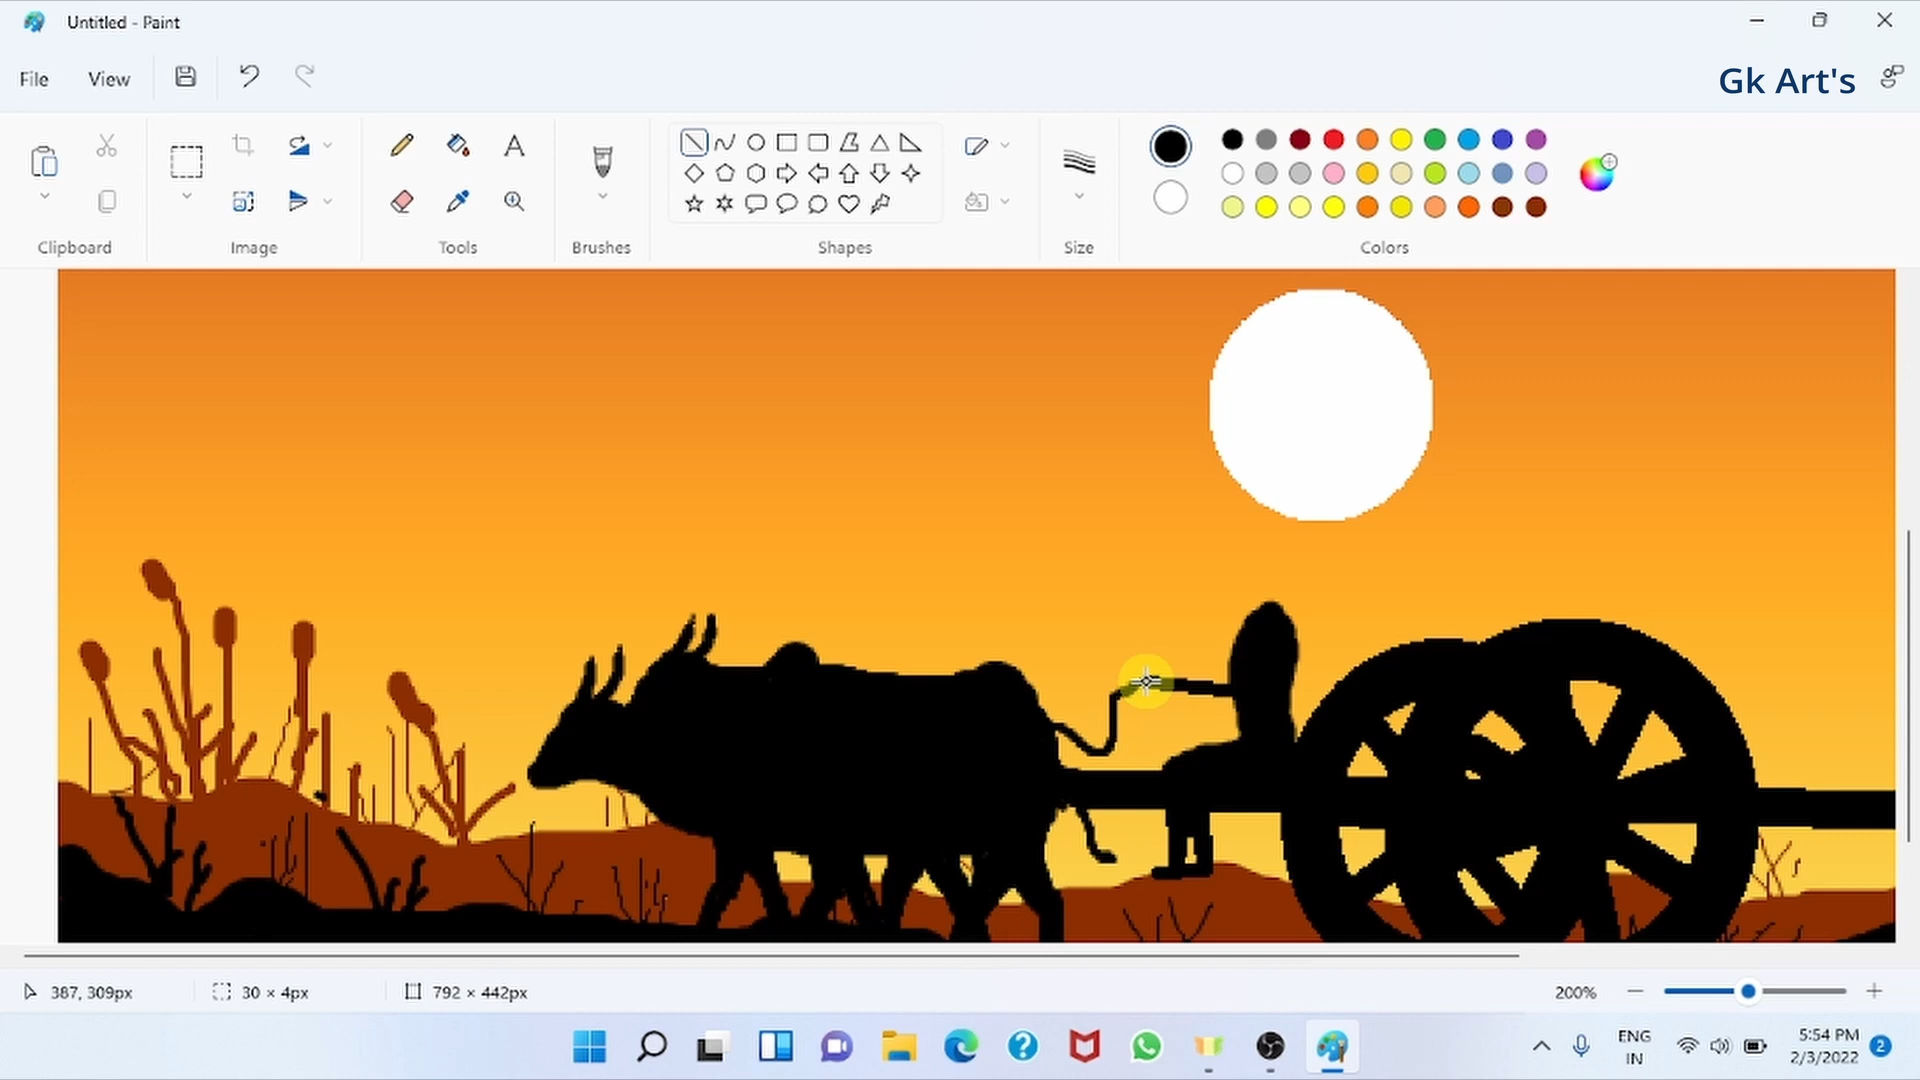 Untitled - Paint
File View
Gk Art's
Clipboard Image Tools Brushes Shapes Size Colors
387, 309px 30 × 4px 792 × 442px 200%
ENG 5:54 PM
IN 2/3/2022 2